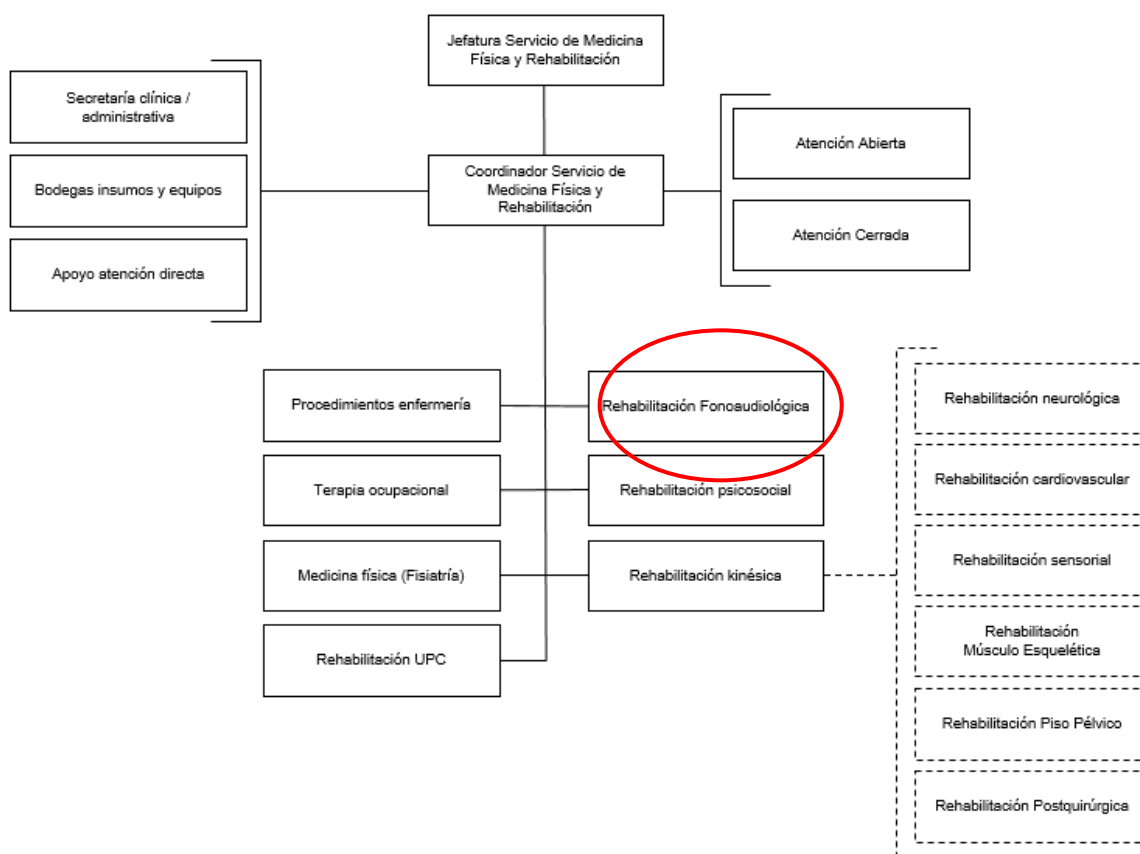 Jefatura Servicio de Medicina
Física y Rehabilitación
Secretaría clínica /
administrativa
Bodegas insumos y equipos
Apoyo atención directa
Coordinador Servicio de
Medicina Física y
Rehabilitación
Atención Abierta
Atención Cerrada
Procedimientos enfermería
Rehabilitación Fonoaudiológica
Terapia ocupacional
Rehabilitación psicosocial
Medicina física (Fisiatría)
Rehabilitación kinésica
Rehabilitación UPC
Rehabilitación neurológica
Rehabilitación cardiovascular
Rehabilitación sensorial
Rehabilitación
Músculo Esquelética
Rehabilitación Piso Pélvico
Rehabilitación Postquirúrgica